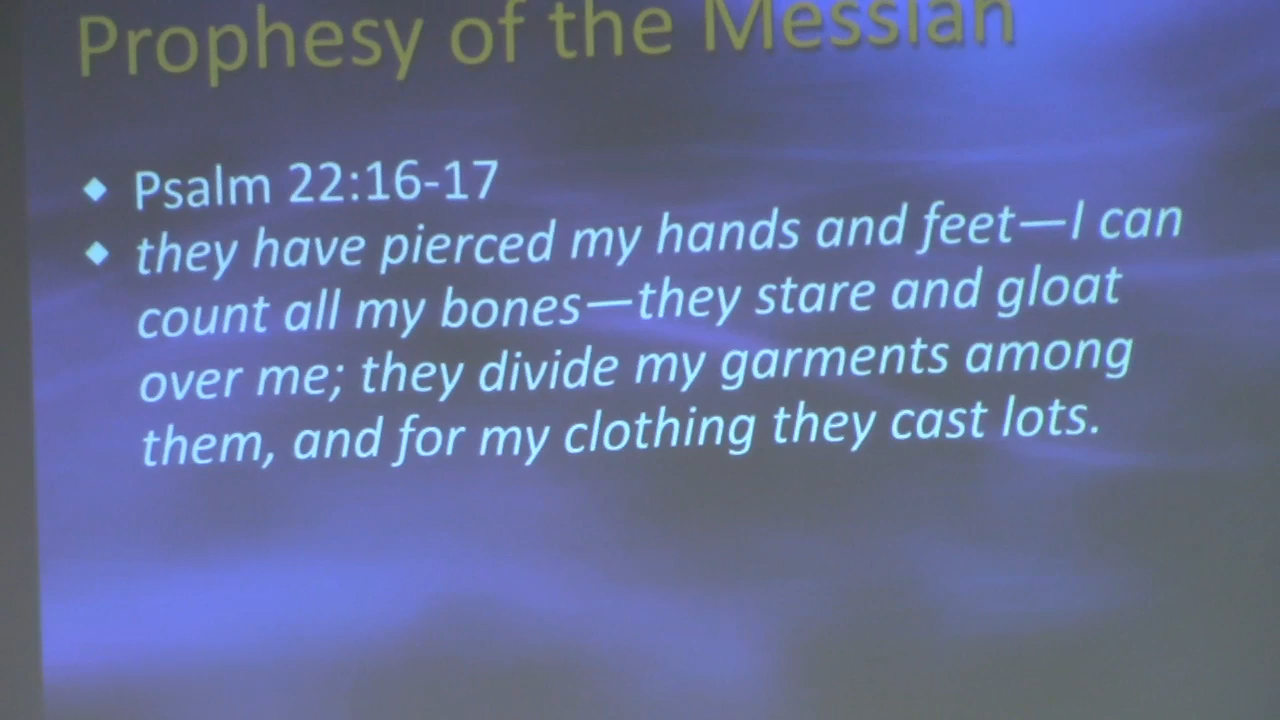 Prophesy of the Messiah
Psalm 22:16-17
they have pierced my hands and feet—I can
count all my bones—they stare and gloat
over me; they divide my garments among
them, and for my clothing they cast lots.